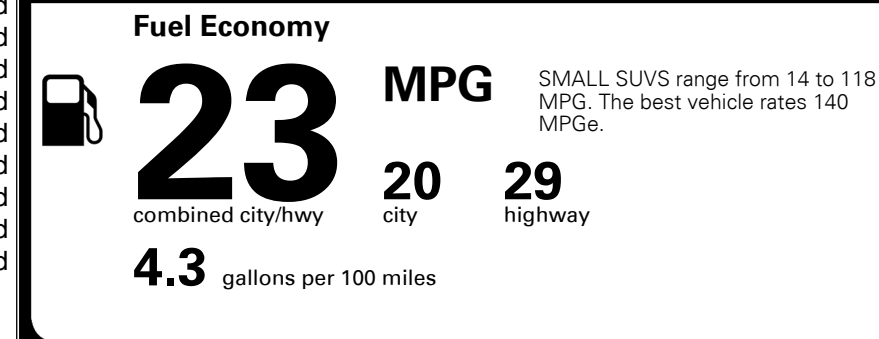 d
d
d
d
d
d
d
d
d
Fuel Economy
23
MPG
SMALL SUVS range from 14 to 118
MPG. The best vehicle rates 140
MPGe.
combined city/hwy
20
city
29
highway
4.3 gallons per 100 miles